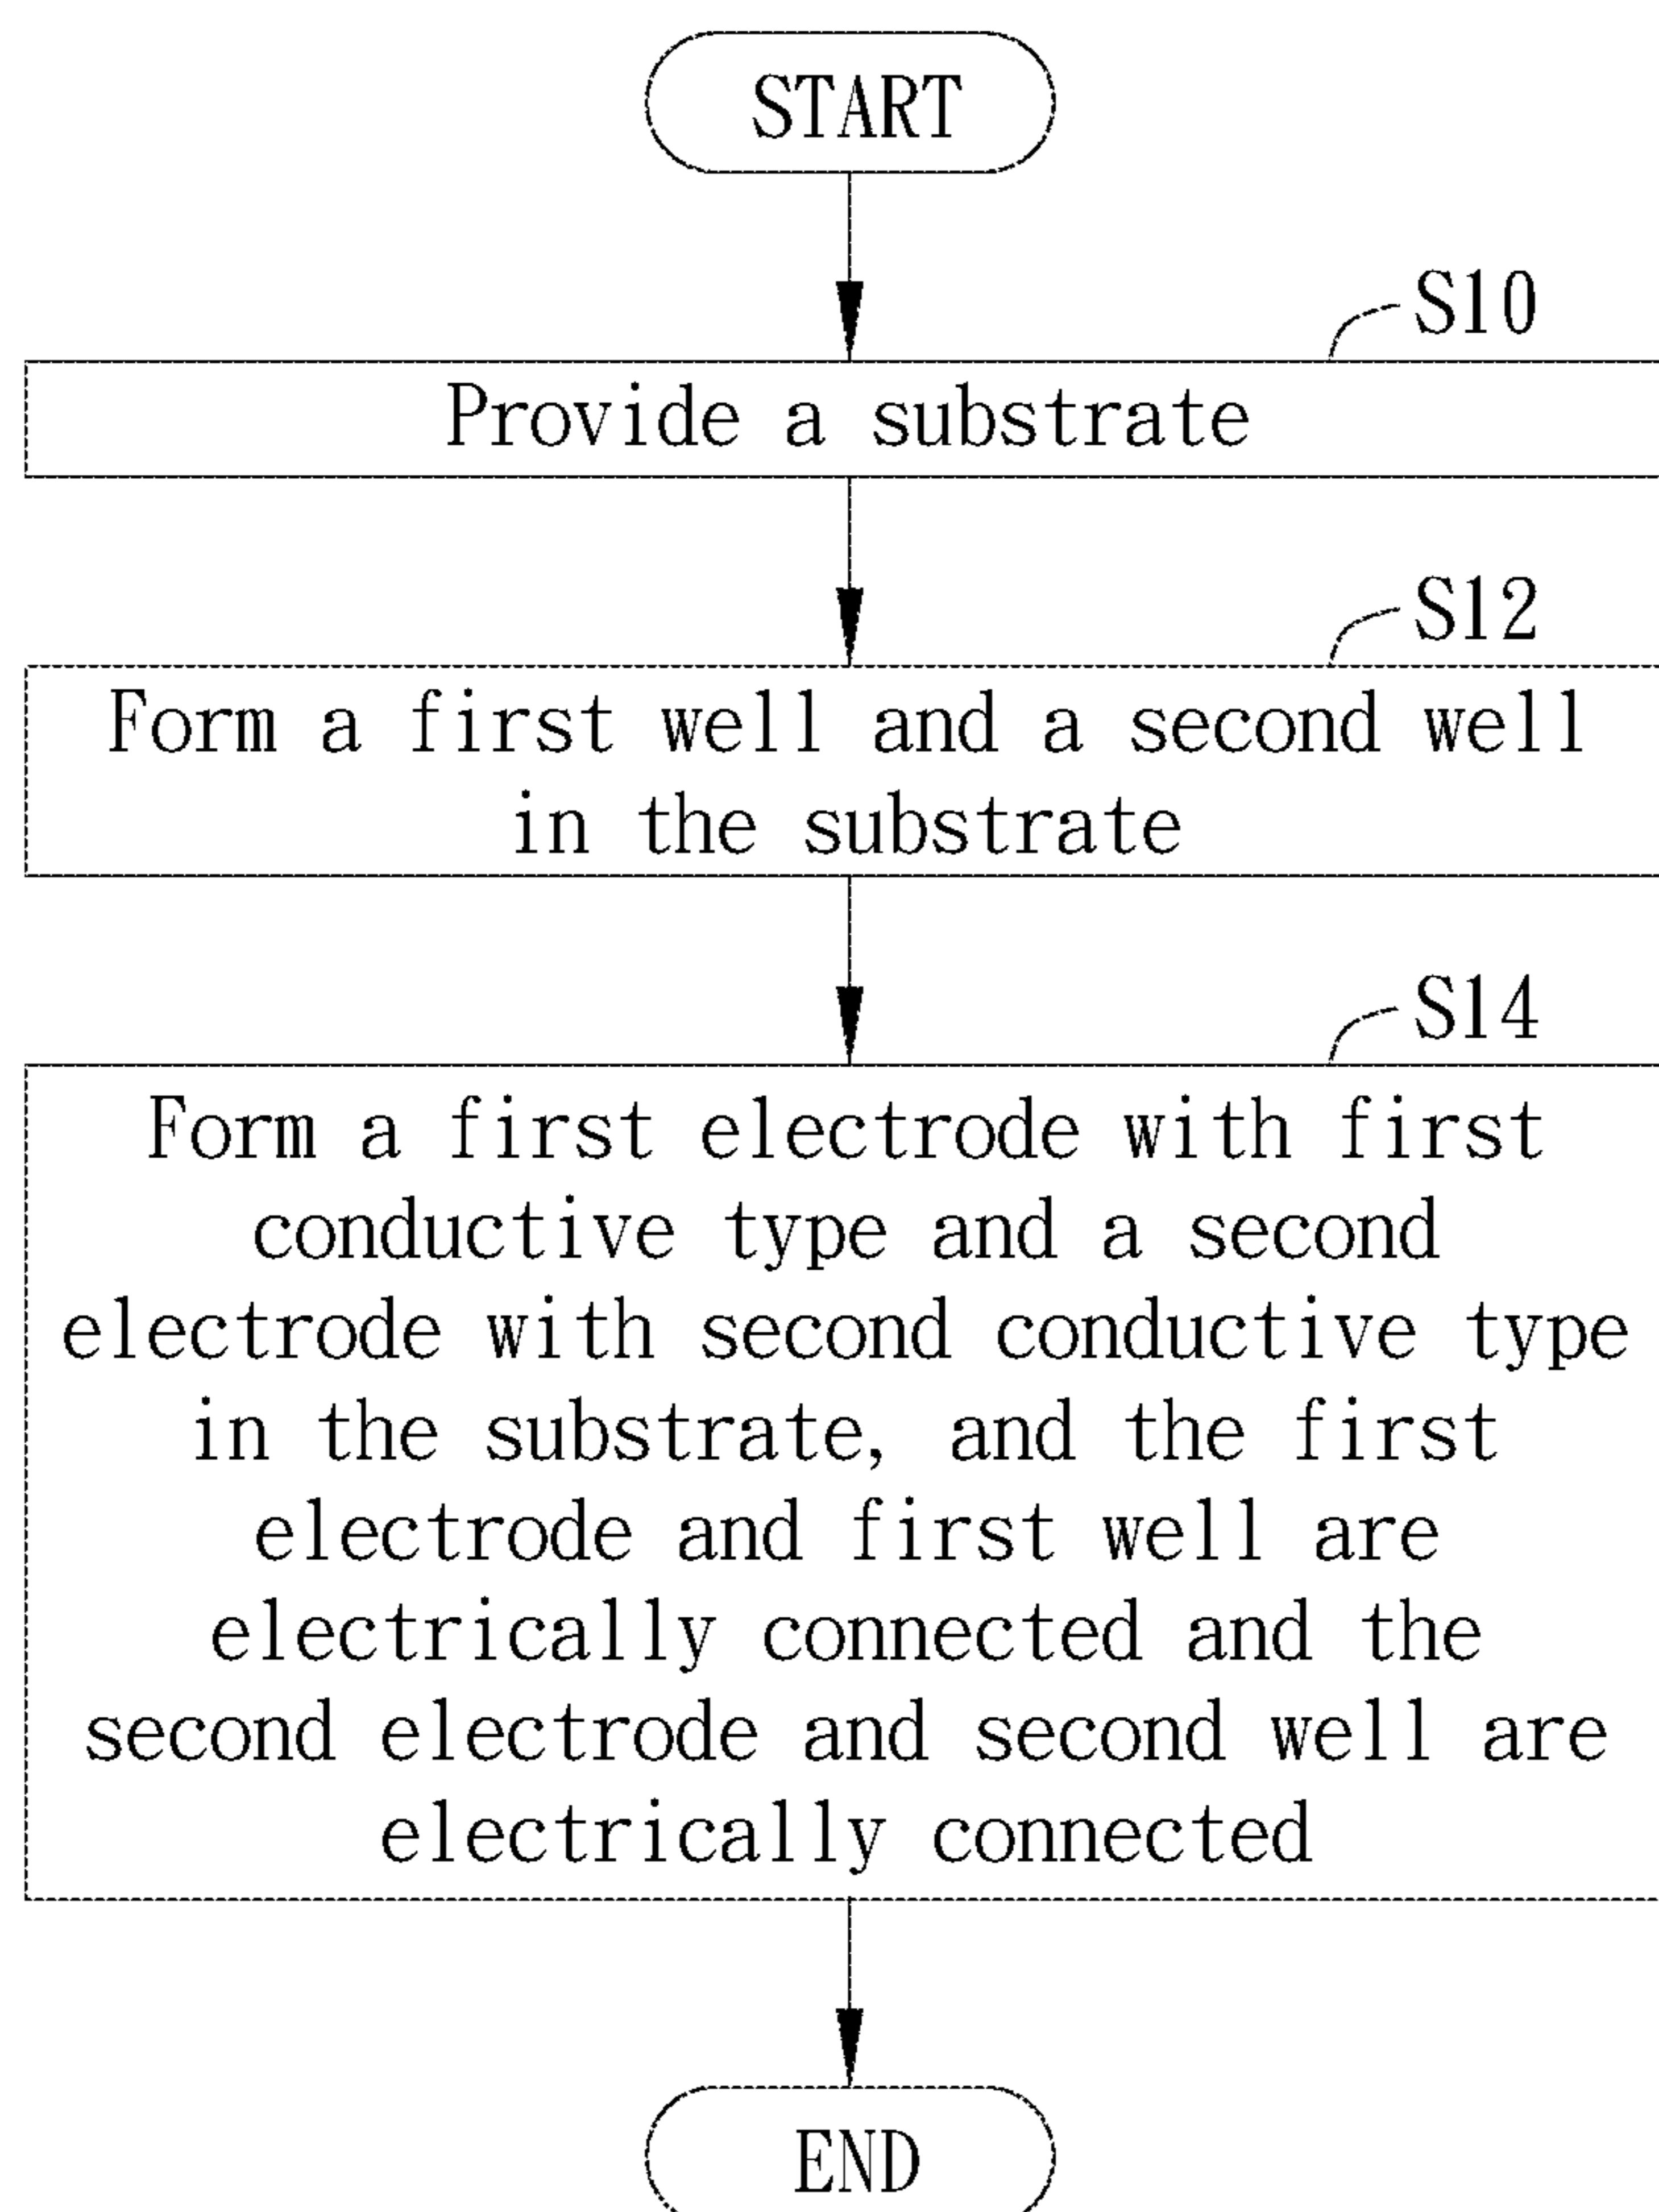 START
S10
Provide a substrate
S12
Form a first well and a second well
in the substrate
S14
Form a first electrode with first
conductive type and a second
electrode with second conductive type
in the substrate, and the first
electrode and first well are
electrically connected and the
second electrode and second well are
electrically connected
END